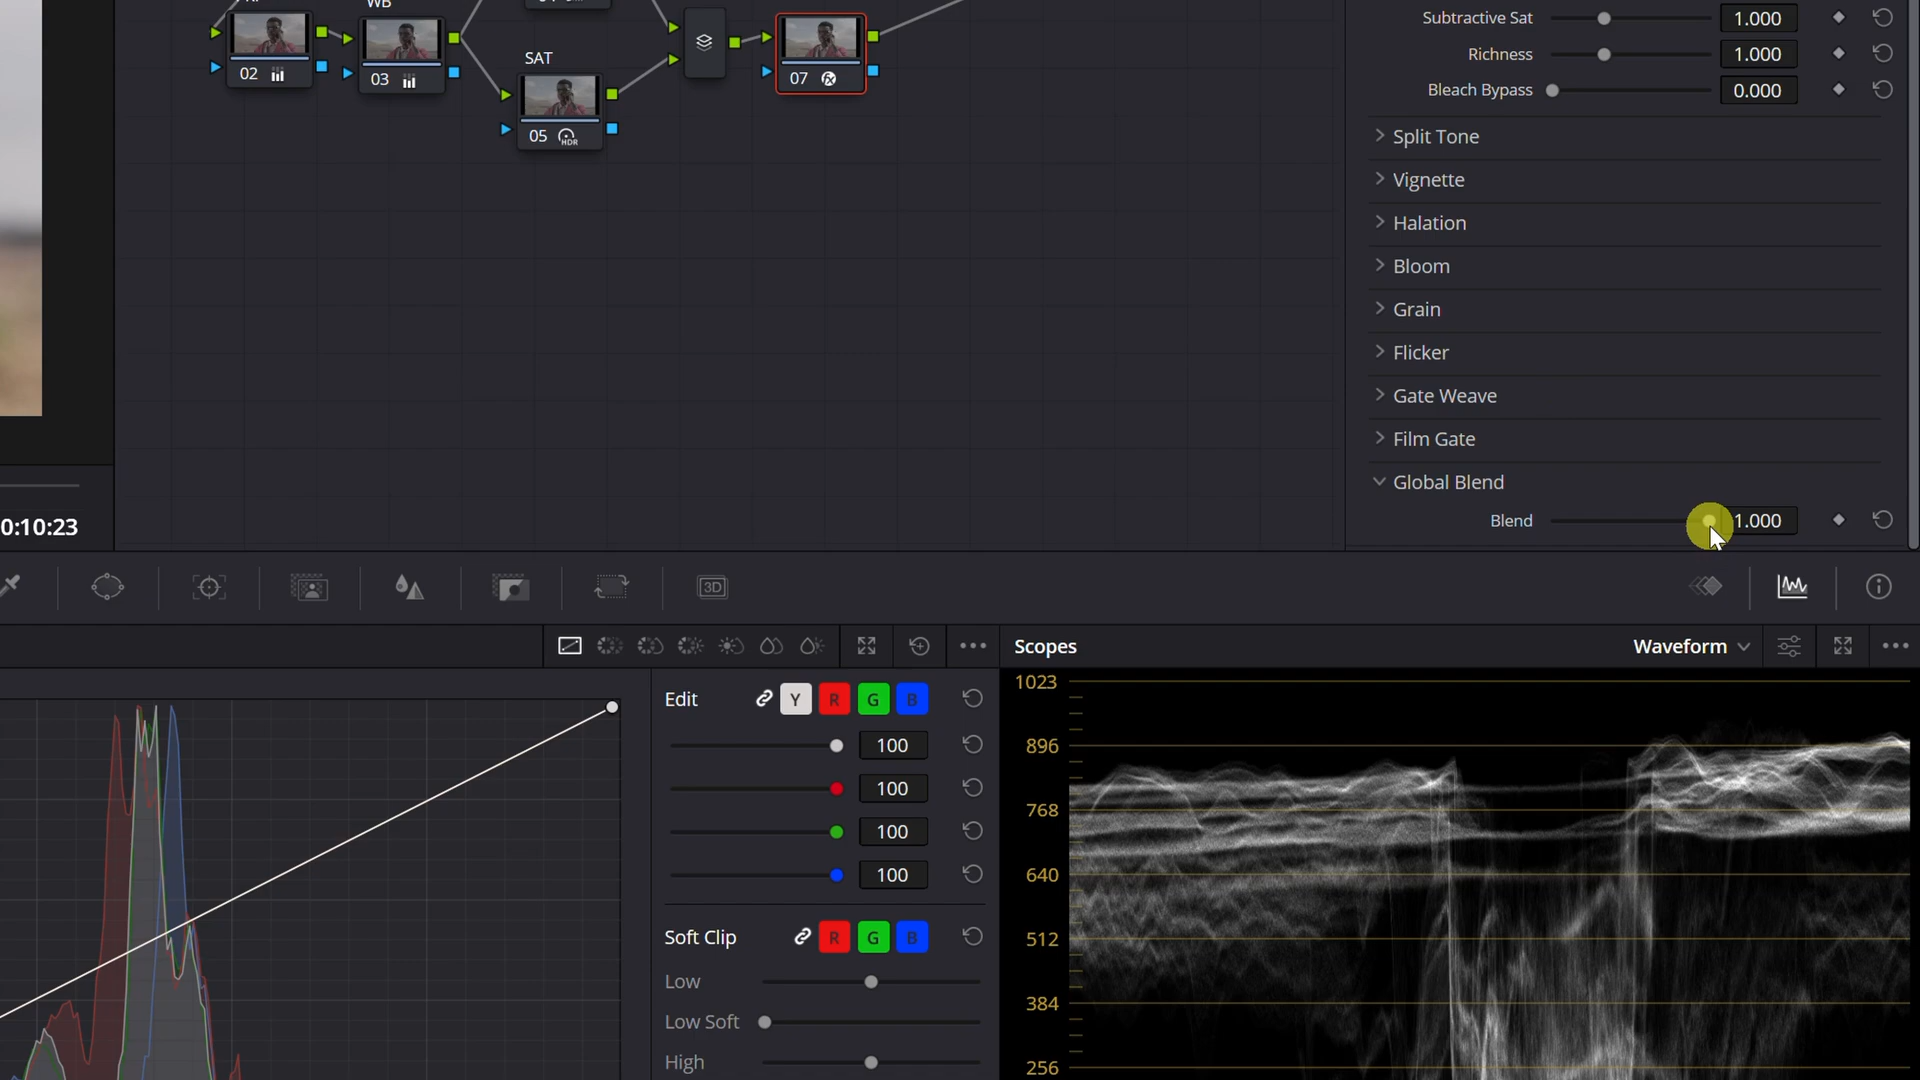 WB
02
03
SAT
05
HDR
07
Subtractive Sat 1.000
Richness 1.000
Bleach Bypass 0.000
Split Tone
Vignette
Halation
Bloom
Grain
Flicker
Gate Weave
Film Gate
Global Blend
Blend 1.000
0:10:23
3D
Scopes
Waveform
Edit Y R G B
100
100
100
100
Soft Clip R G B
Low
Low Soft
High
1023
896
768
640
512
384
256